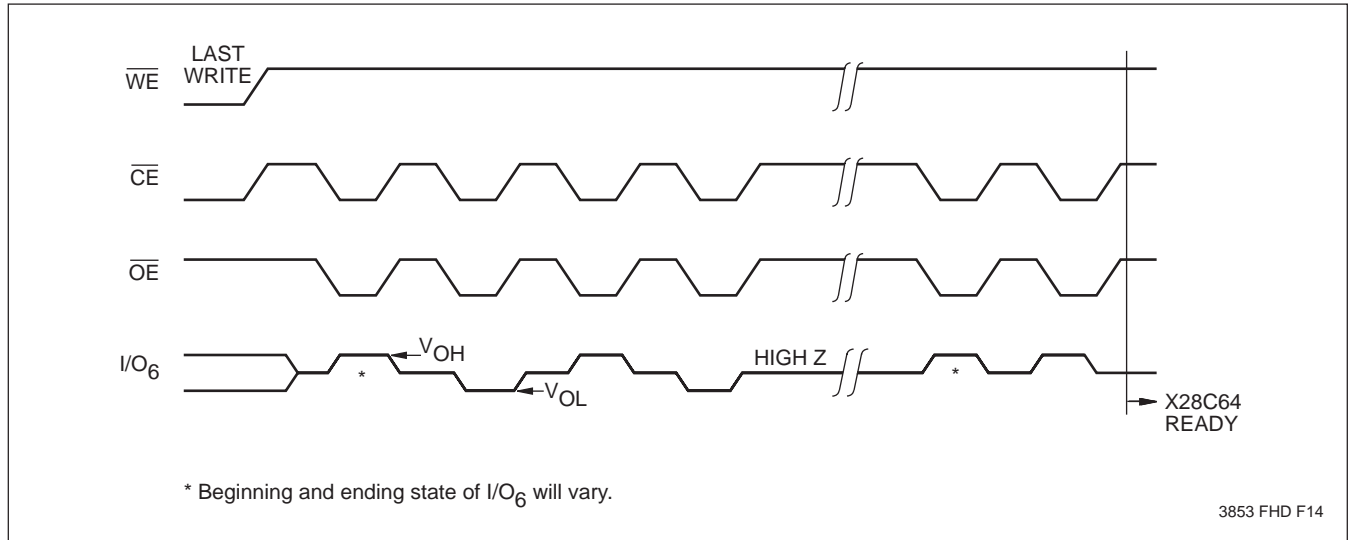 LAST
WRITE
WE
CE
OE
I/O6
VOH
*
VOL
HIGH Z
*
X28C64
READY
* Beginning and ending state of I/O6 will vary.
3853 FHD F14